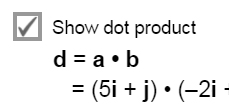 Show dot product
d = a • b
= (5i + j) • (–2i +